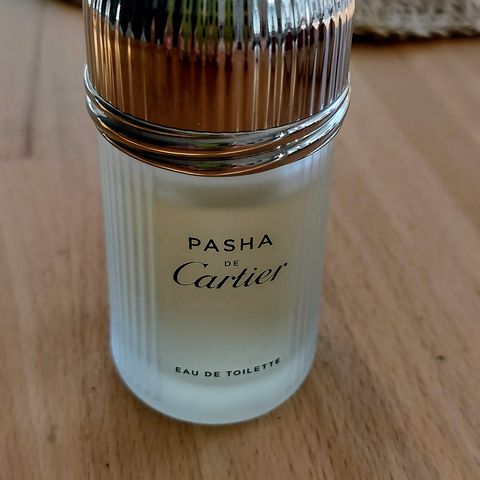 PASHA
DE
Cartier
EAU DE TOILETTE